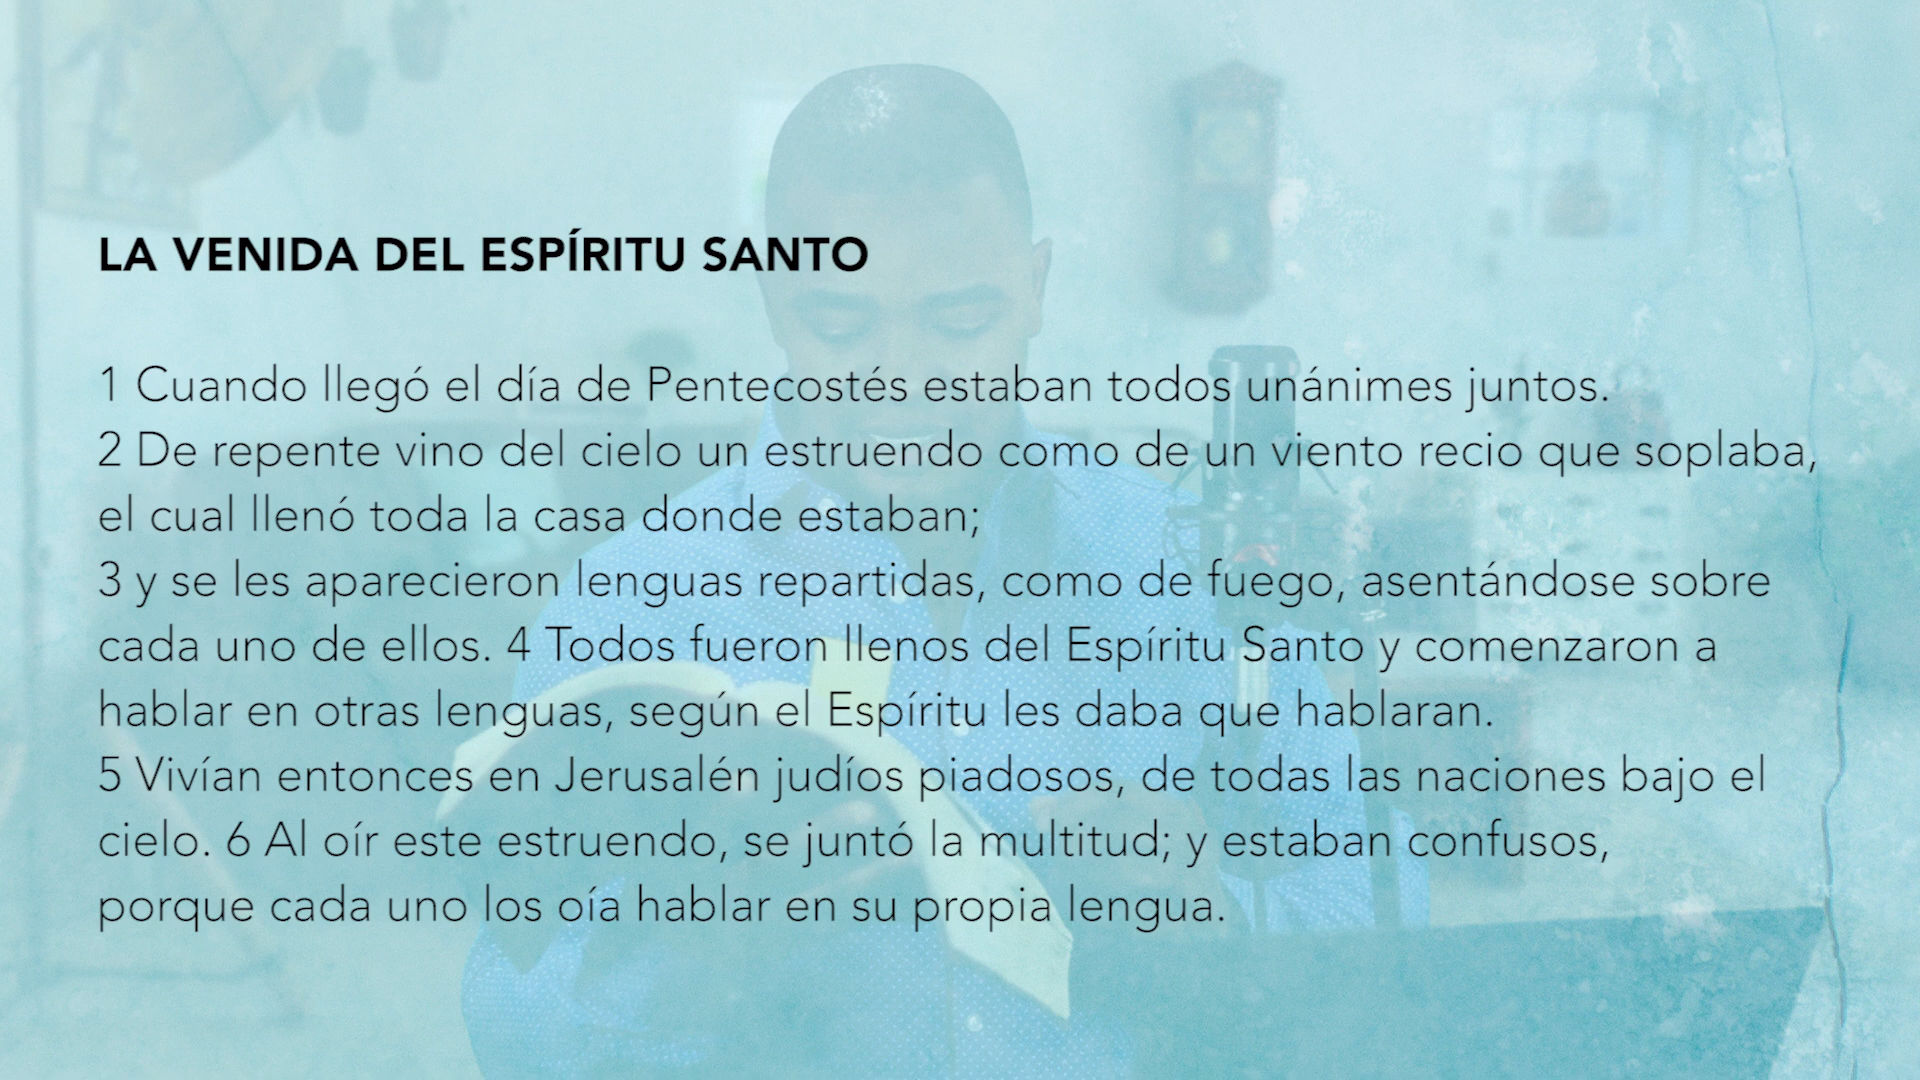 LA VENIDA DEL ESPÍRITU SANTO
1 Cuando llegó el día de Pentecostés estaban todos unánimes juntos.
2 De repente vino del cielo un estruendo como de un viento recio que soplaba,
el cual llenó toda la casa donde estaban;
3 y se les aparecieron lenguas repartidas, como de fuego, asentándose sobre
cada uno de ellos. 4 Todos fueron llenos del Espíritu Santo y comenzaron a
hablar en otras lenguas, según el Espíritu les daba que hablaran.
5 Vivían entonces en Jerusalén judíos piadosos, de todas las naciones bajo el
cielo. 6 Al oír este estruendo, se juntó la multitud; y estaban confusos,
porque cada uno los oía hablar en su propia lengua.